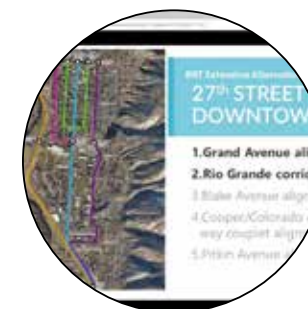 BRT Extension Alternatives
27th STREET
DOWNTOW
1.Grand Avenue ali
2.Rio Grande corrid
3.Blake Avenue align
4.Cooper/Colorado
way couplet align
5.Pitkin Avenue a